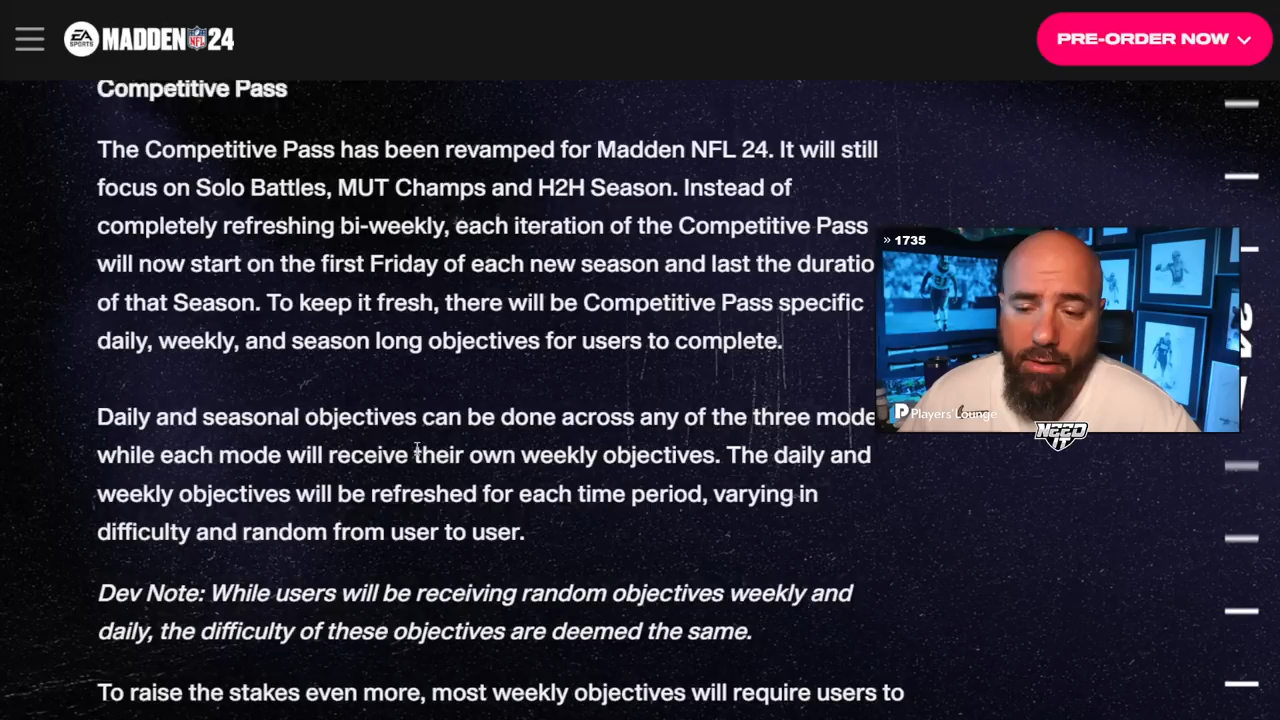 EA SPORTS MADDEN NFL 24
PRE-ORDER NOW
Competitive Pass
The Competitive Pass has been revamped for Madden NFL 24. It will still
focus on Solo Battles, MUT Champs and H2H Season. Instead of
completely refreshing bi-weekly, each iteration of the Competitive Pass
will now start on the first Friday of each new season and last the duratio
of that Season. To keep it fresh, there will be Competitive Pass specific
daily, weekly, and season long objectives for users to complete.
» 1735
Players' Lounge
NEED
IT
24
Daily and seasonal objectives can be done across any of the three mode
while each mode will receive their own weekly objectives. The daily and
weekly objectives will be refreshed for each time period, varying in
difficulty and random from user to user.
Dev Note: While users will be receiving random objectives weekly and
daily, the difficulty of these objectives are deemed the same.
To raise the stakes even more, most weekly objectives will require users to